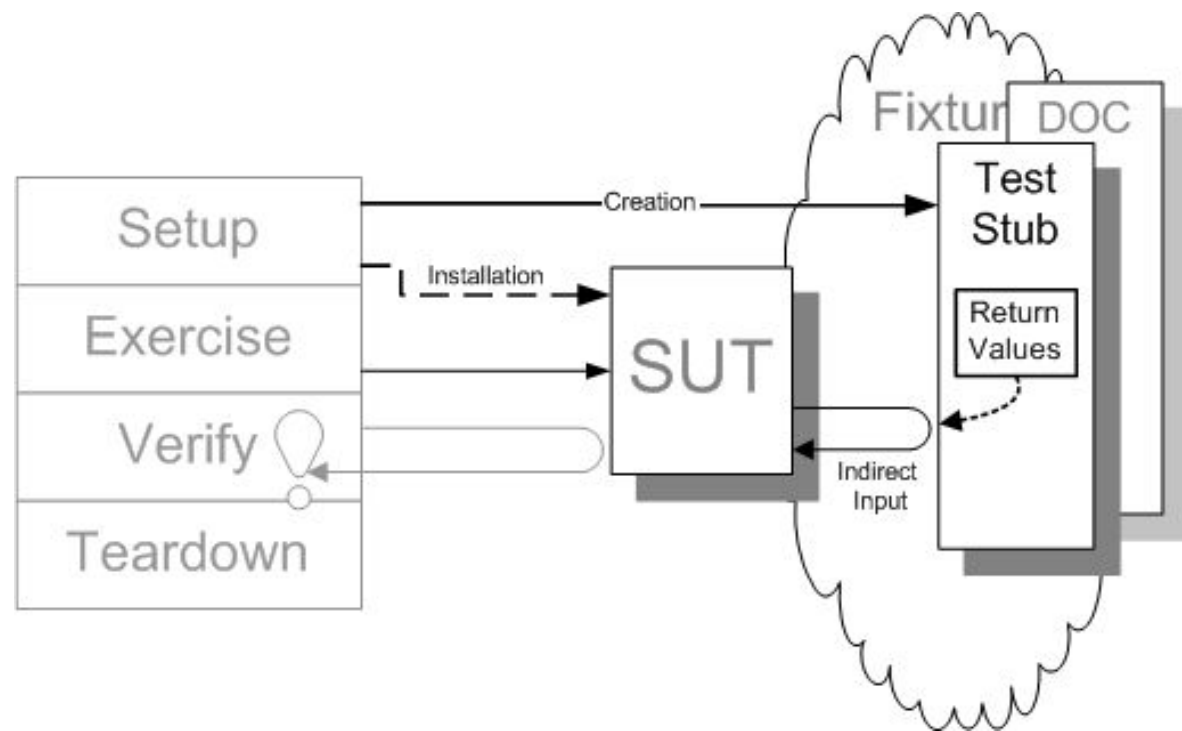 Fixtur
DOC
Test
Stub
Setup
Creation
Installation
Exercise
SUT
Return
Values
Verify
Indirect
Input
Teardown